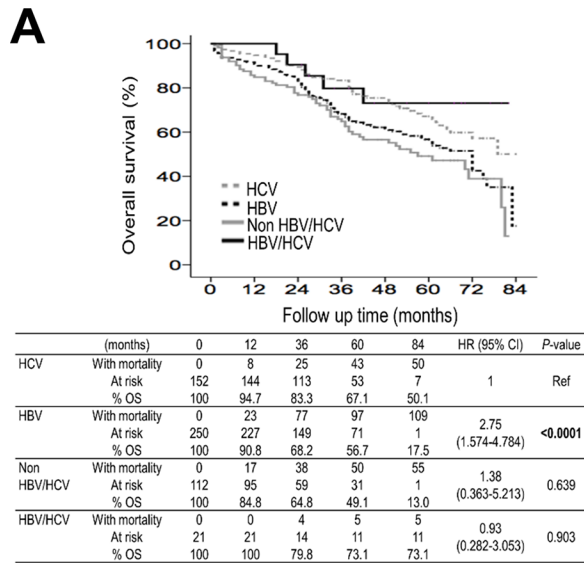 A
Overall survival (%)
100
80
60
40
20
0
HCV
HBV
Non HBV/HCV
HBV/HCV
0 12 24 36 48 60 72 84
Follow up time (months)
(months) 0 12 36 60 84 HR (95% CI) P-value
HCV With mortality 0 8 25 43 50
At risk 152 144 113 53 7 1 Ref
% OS 100 94.7 83.3 67.1 50.1
HBV With mortality 0 23 77 97 109 2.75
At risk 250 227 149 71 1 (1.574-4.784) <0.0001
% OS 100 90.8 68.2 56.7 17.5
Non With mortality 0 17 38 50 55 1.38
HBV/HCV At risk 112 95 59 31 1 (0.363-5.213) 0.639
% OS 100 84.8 64.8 49.1 13.0
HBV/HCV With mortality 0 0 4 5 5 0.93
At risk 21 21 14 11 11 (0.282-3.053) 0.903
% OS 100 100 79.8 73.1 73.1